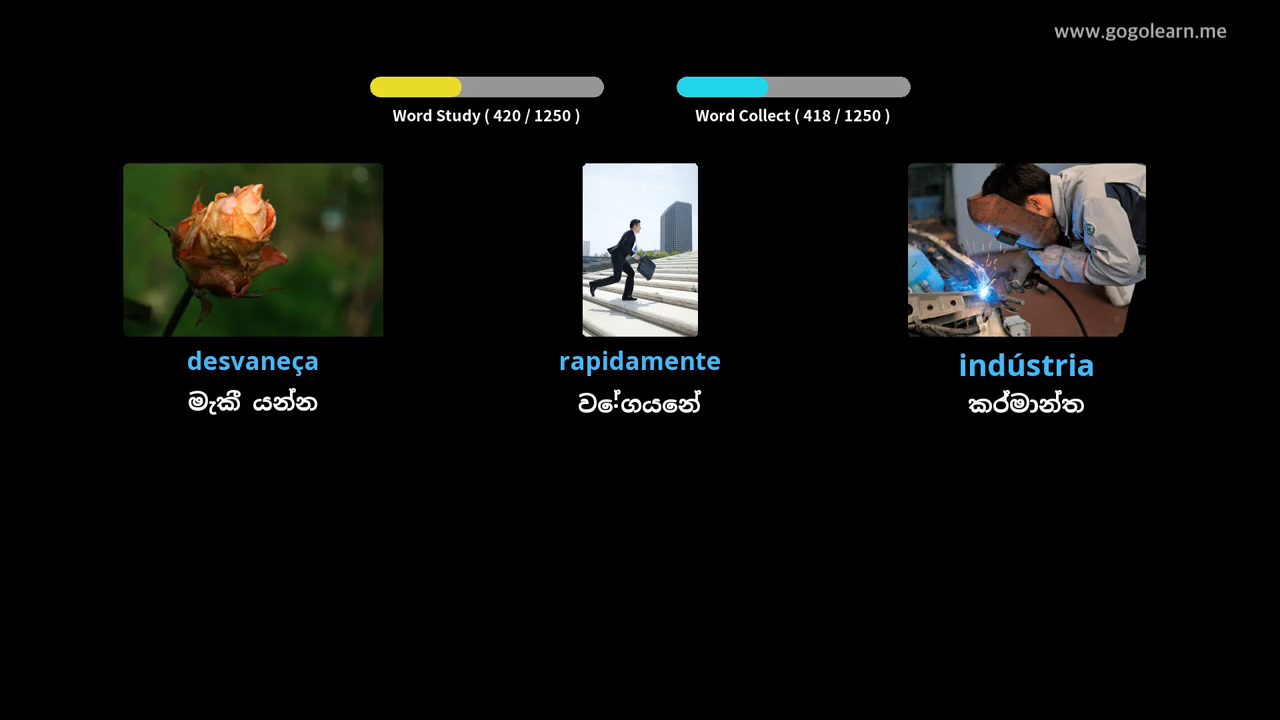 www.gogolearn.me
Word Study ( 420 / 1250 )
Word Collect ( 418 / 1250 )
desvaneça
rapidamente
indústria
මැකී යන්න
වේගයෙන්
කර්මාන්ත